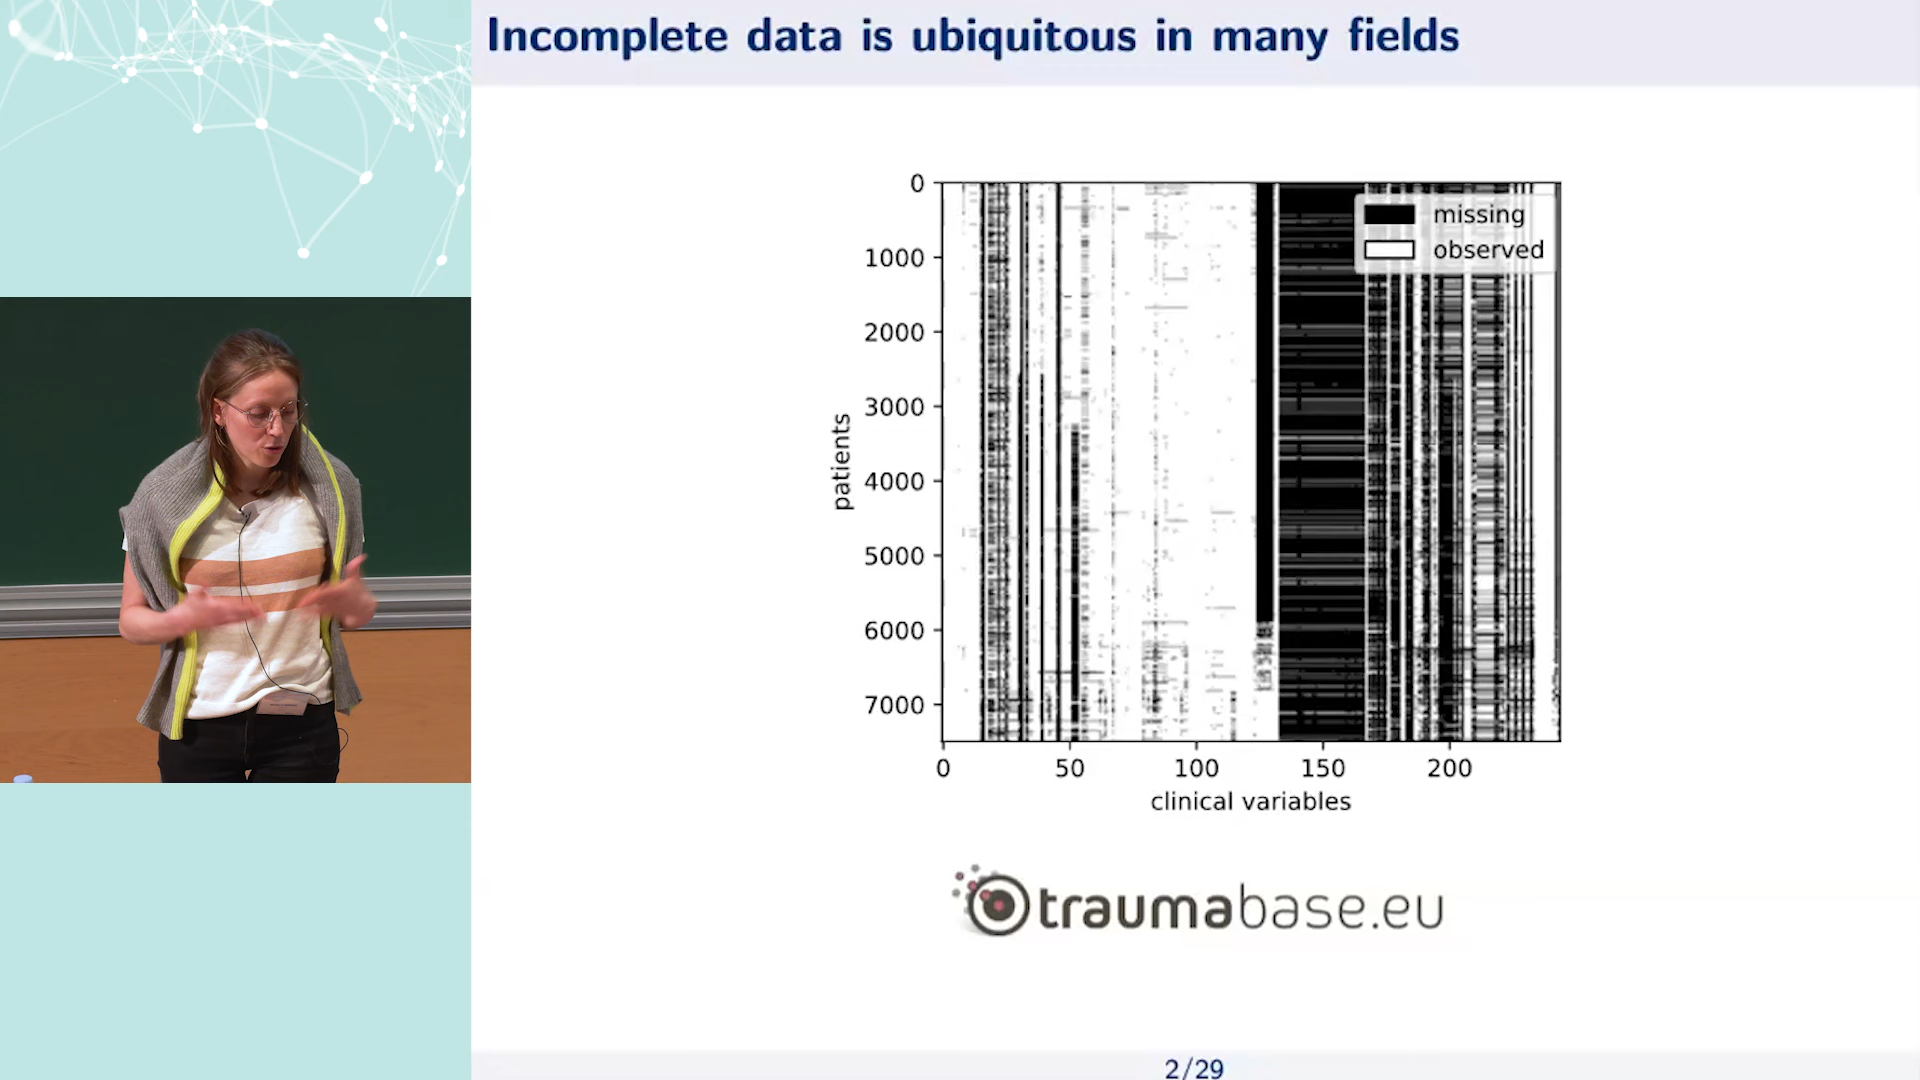 Incomplete data is ubiquitous in many fields
missing
observed
0
1000
2000
3000
4000
5000
6000
7000
patients
0 50 100 150 200
clinical variables
traumabase.eu
2/29